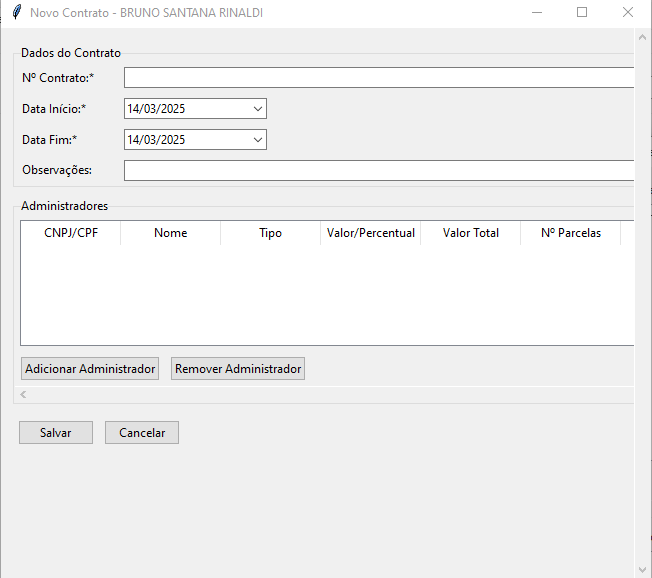 Novo Contrato - BRUNO SANTANA RINALDI
Dados do Contrato
Nº Contrato:*
Data Início:* 14/03/2025
Data Fim:* 14/03/2025
Observações:
Administradores
CNPJ/CPF Nome Tipo Valor/Percentual Valor Total Nº Parcelas
Adicionar Administrador Remover Administrador
Salvar Cancelar